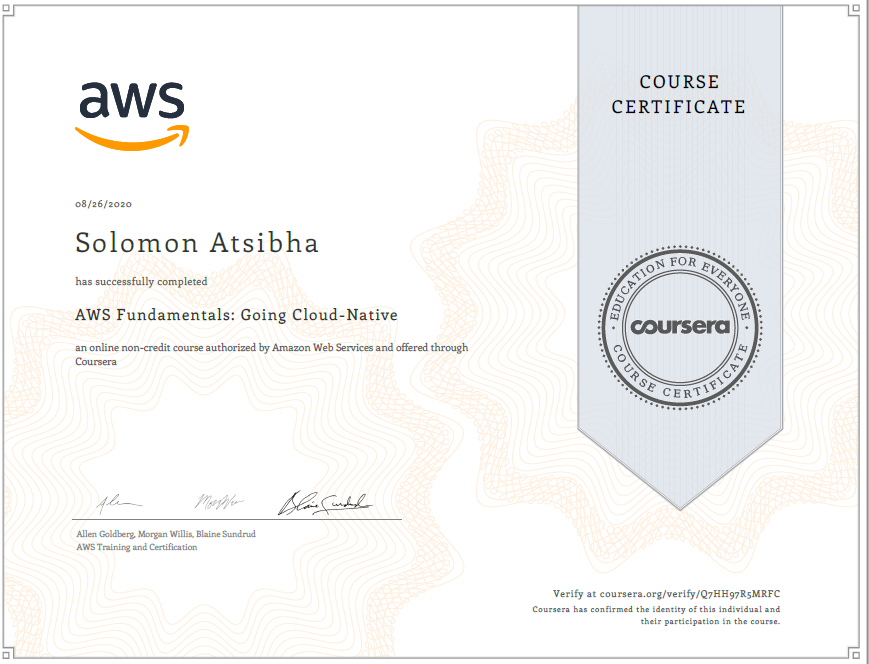 aws
COURSE
CERTIFICATE
08/26/2020
Solomon Atsibha
has successfully completed
AWS Fundamentals: Going Cloud-Native
an online non-credit course authorized by Amazon Web Services and offered through
Coursera
EDUCATION FOR EVERYONE
coursera
COURSE CERTIFICATE
Allen Goldberg, Morgan Willis, Blaine Sundrud
AWS Training and Certification
Verify at coursera.org/verify/Q7HH97R5MRFC
Coursera has confirmed the identity of this individual and
their participation in the course.